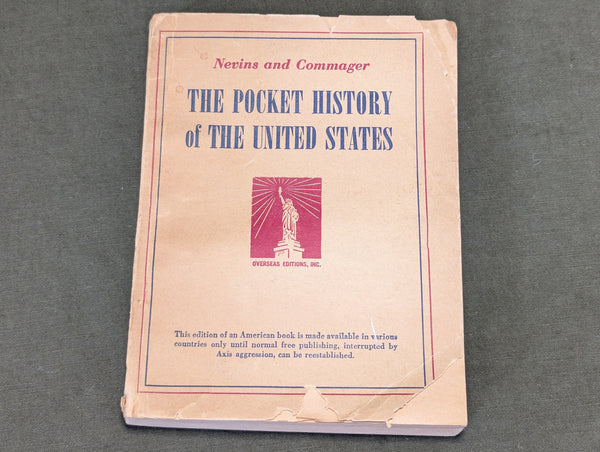 Nevins and Commager
THE POCKET HISTORY
of THE UNITED STATES
OVERSEAS EDITIONS, INC.
This edition of an American book is made available in various
countries only until normal free publishing, interrupted by
Axis aggression, can be reestablished.